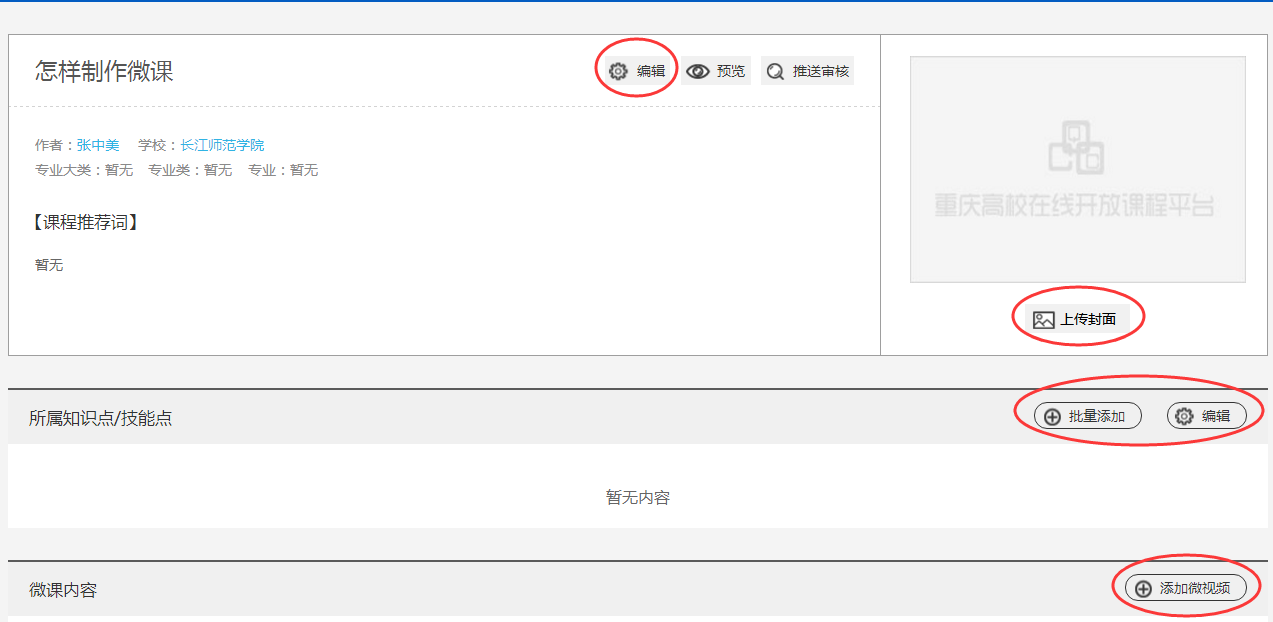 怎样制作微课 编辑 预览 推送审核
作者：张中美 学校：长江师范学院
专业大类：暂无 专业类：暂无 专业：暂无
【课程推荐词】
暂无
重庆高校在线开放课程平台
上传封面
所属知识点/技能点 批量添加 编辑
暂无内容
微课内容 添加微视频